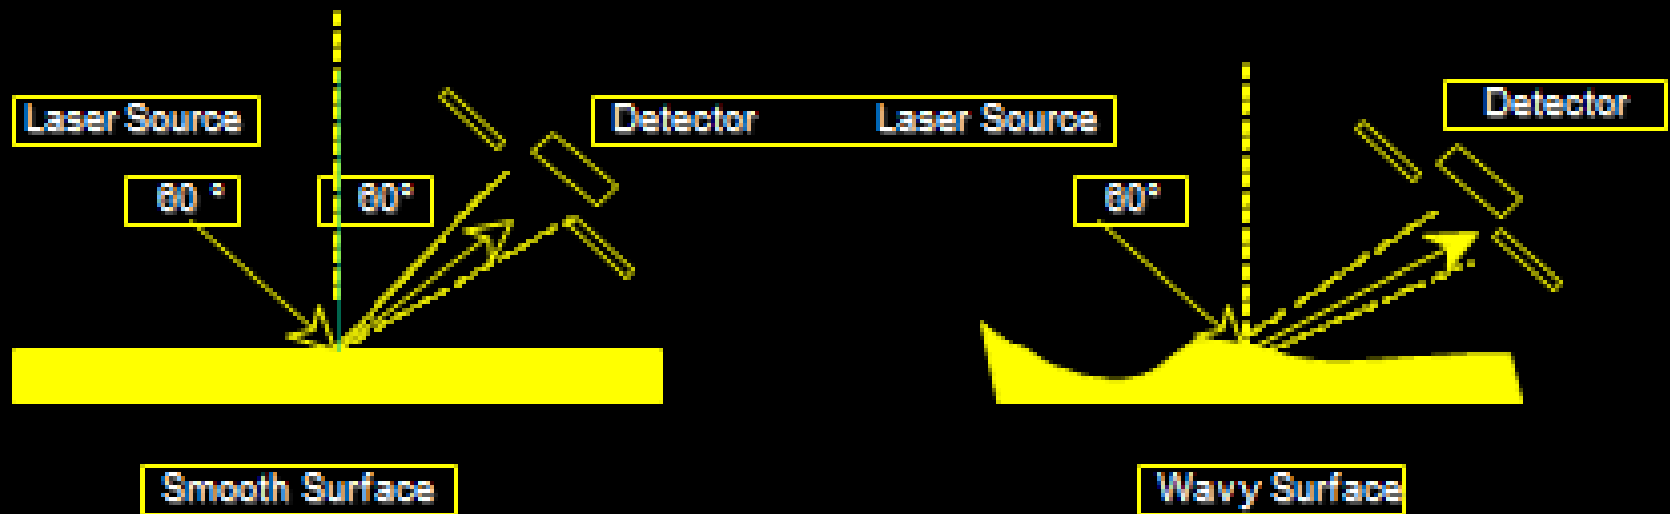 Laser Source
Detector
Laser Source
Detector
60 °
60°
60°
Smooth Surface
Wavy Surface